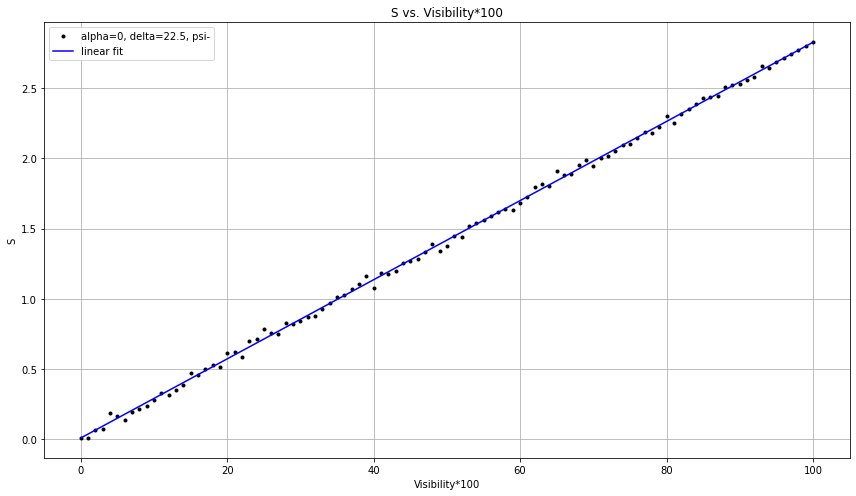 S vs. Visibility*100
alpha=0, delta=22.5, psi-
linear fit
2.5
2.0
1.5
1.0
0.5
0.0
S
0 20 40 60 80 100
Visibility*100